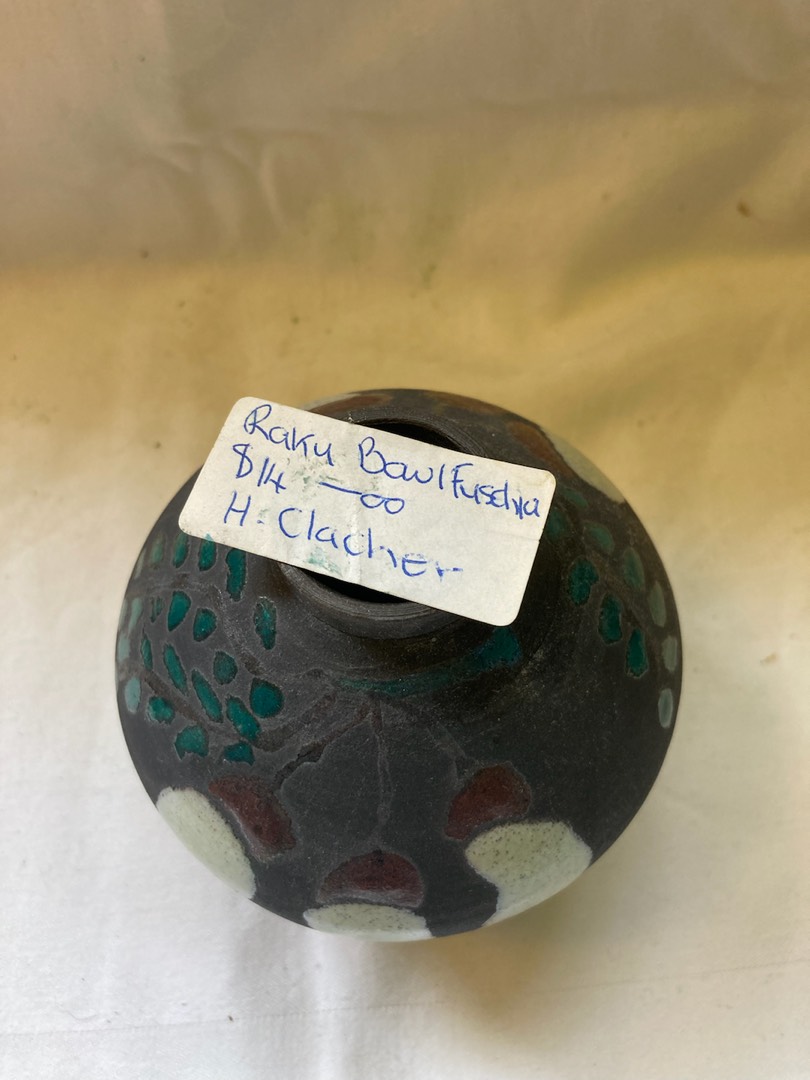 Raku Bowl Fuschia
$14 —00
H. Clacher